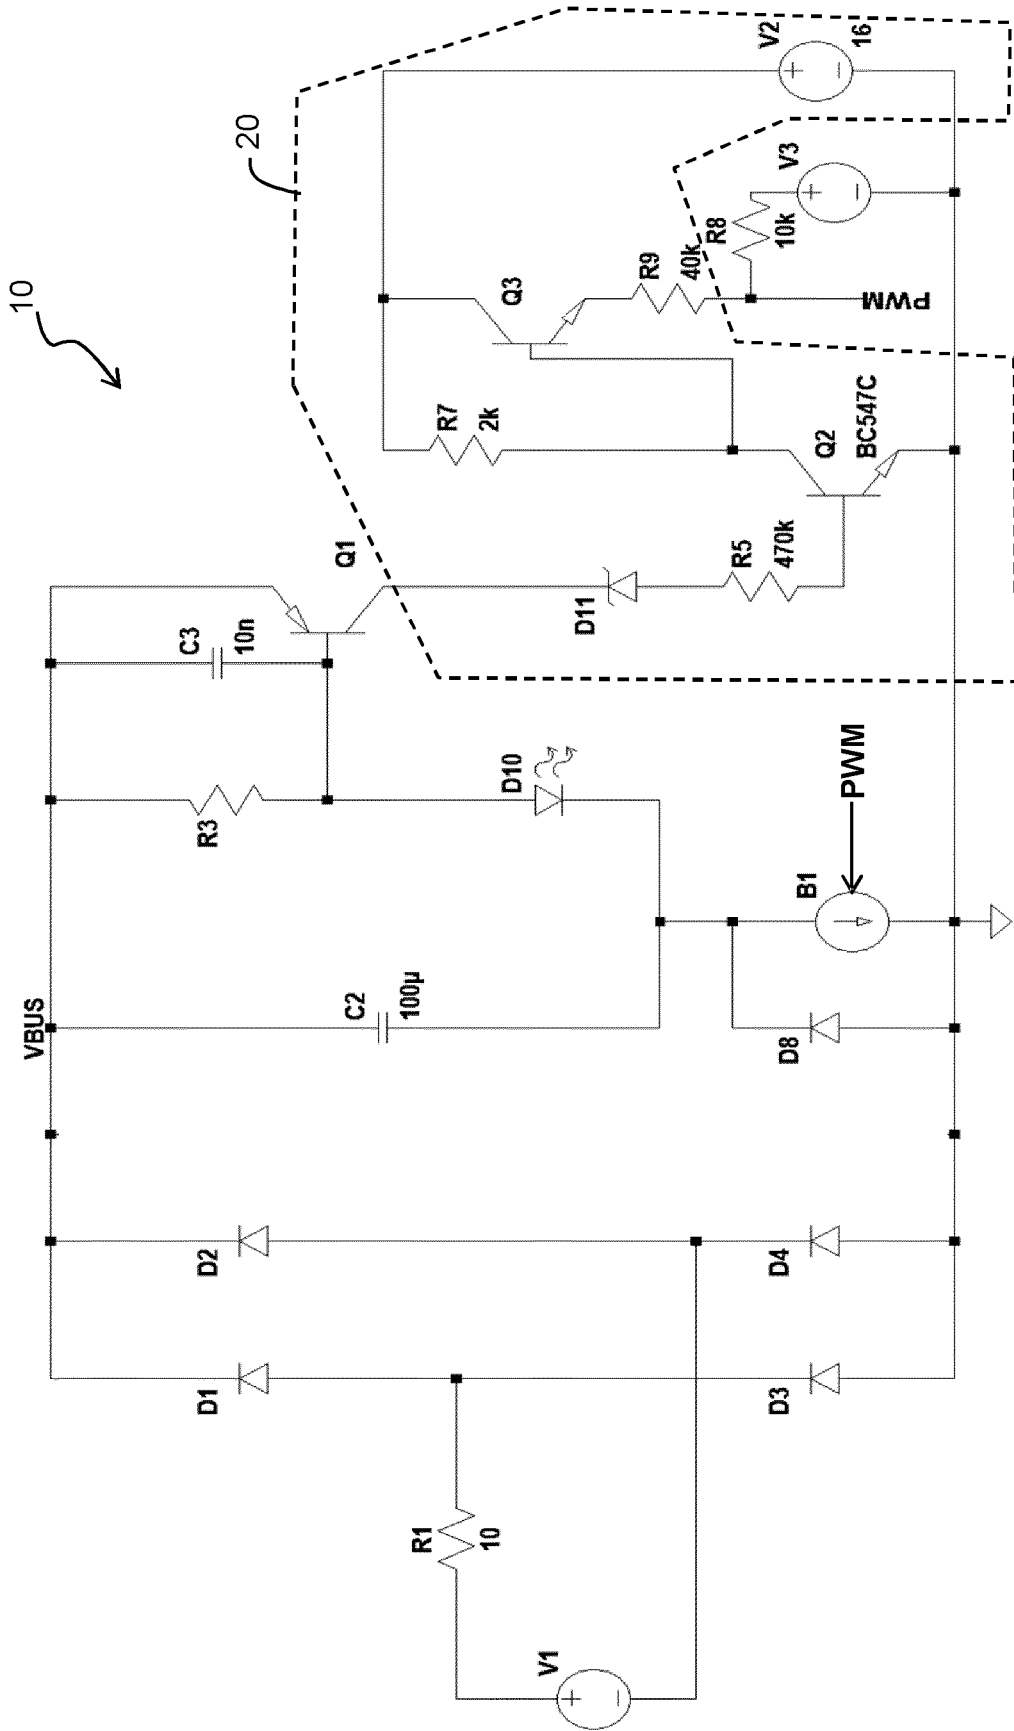 10
20
VBUS
V1
R1
10
D1
D2
D3
D4
C2
100µ
D8
B1
PWM
R3
D10
C3
10n
Q1
D11
R5
470k
R7
2k
Q2
BC547C
Q3
R9
40k
R8
10k
PWM
V3
V2
16